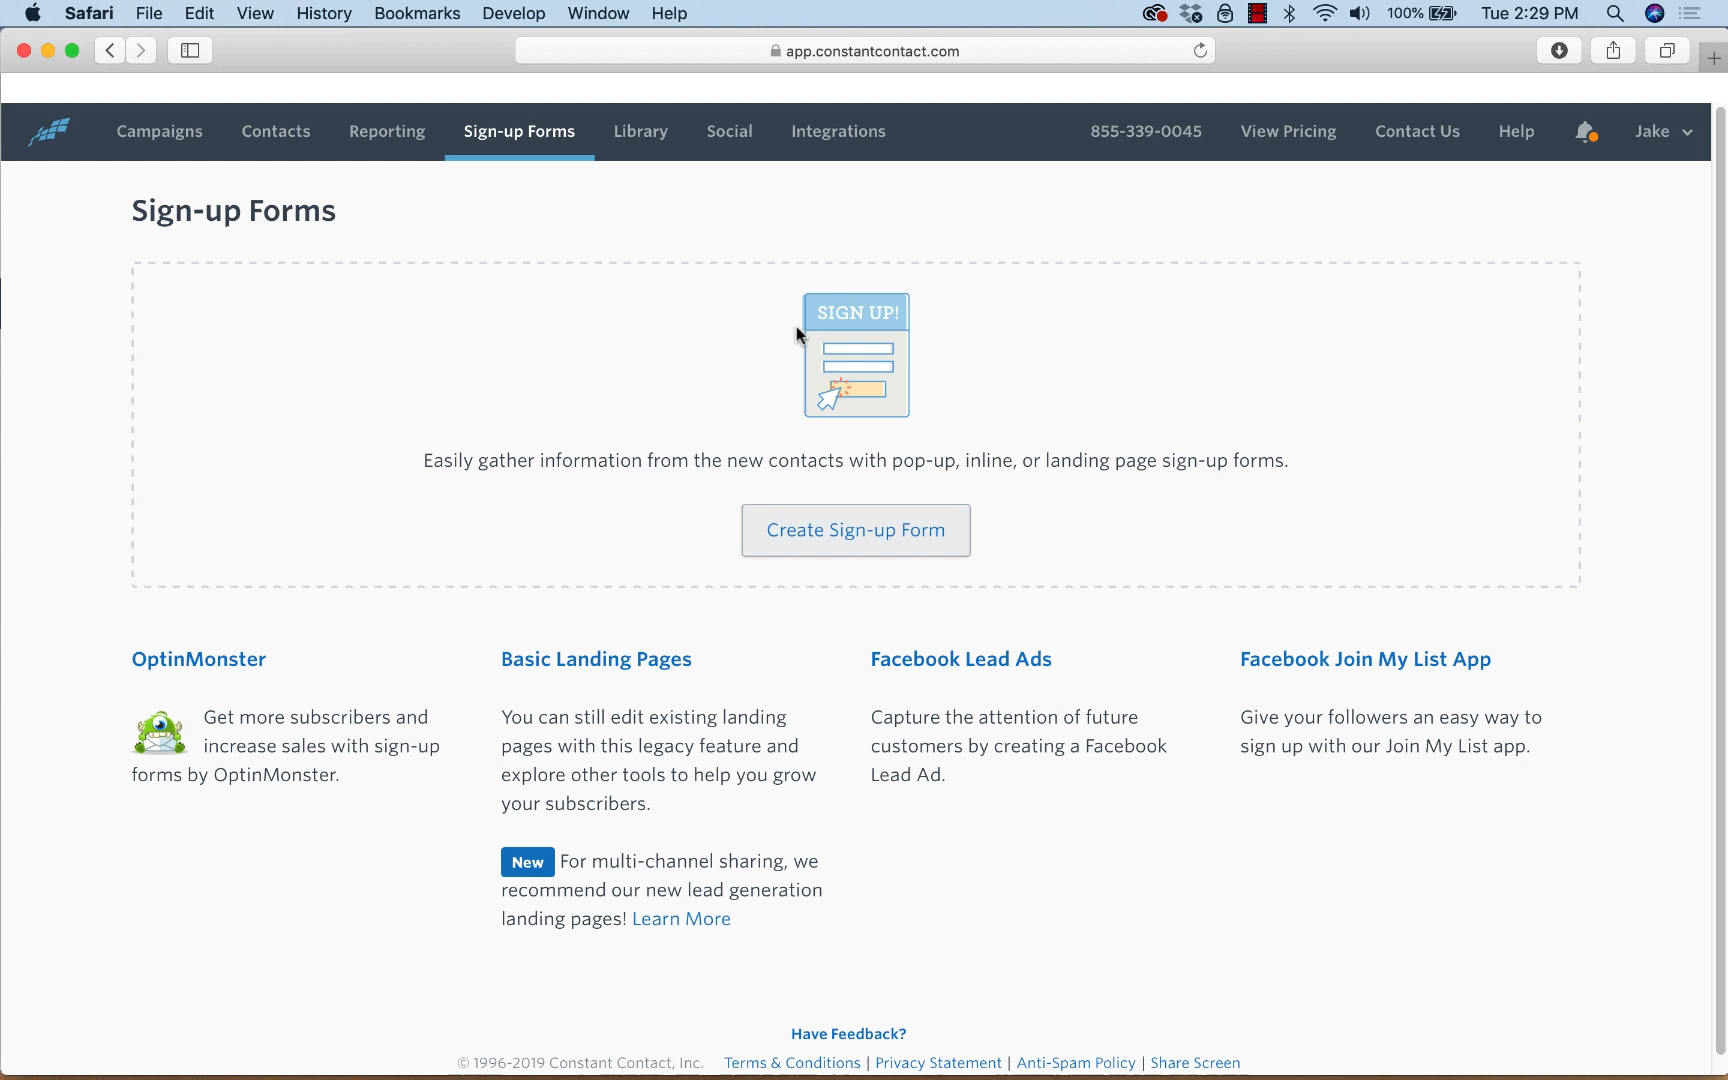 Safari File Edit View History Bookmarks Develop Window Help 100% Tue 2:29 PM
app.constantcontact.com
Campaigns Contacts Reporting Sign-up Forms Library Social Integrations 855-339-0045 View Pricing Contact Us Help Jake
Sign-up Forms
SIGN UP!
Easily gather information from the new contacts with pop-up, inline, or landing page sign-up forms.
Create Sign-up Form
OptinMonster
Get more subscribers and
increase sales with sign-up
forms by OptinMonster.
Basic Landing Pages
You can still edit existing landing
pages with this legacy feature and
explore other tools to help you grow
your subscribers.
New For multi-channel sharing, we
recommend our new lead generation
landing pages! Learn More
Facebook Lead Ads
Capture the attention of future
customers by creating a Facebook
Lead Ad.
Facebook Join My List App
Give your followers an easy way to
sign up with our Join My List app.
Have Feedback?
© 1996-2019 Constant Contact, Inc. Terms & Conditions | Privacy Statement | Anti-Spam Policy | Share Screen